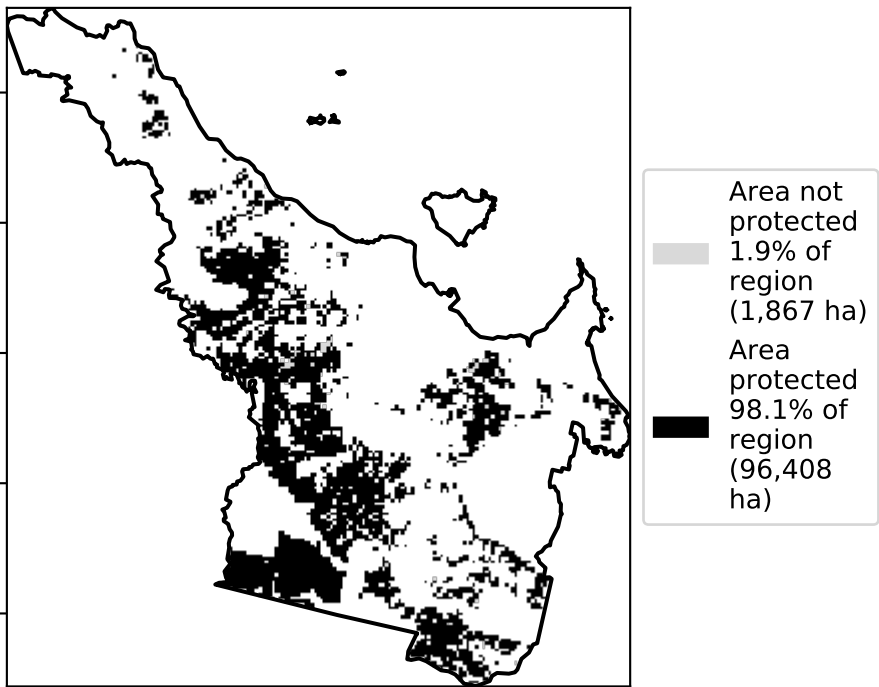 Area not
protected
1.9% of
region
(1,867 ha)
Area
protected
98.1% of
region
(96,408
ha)